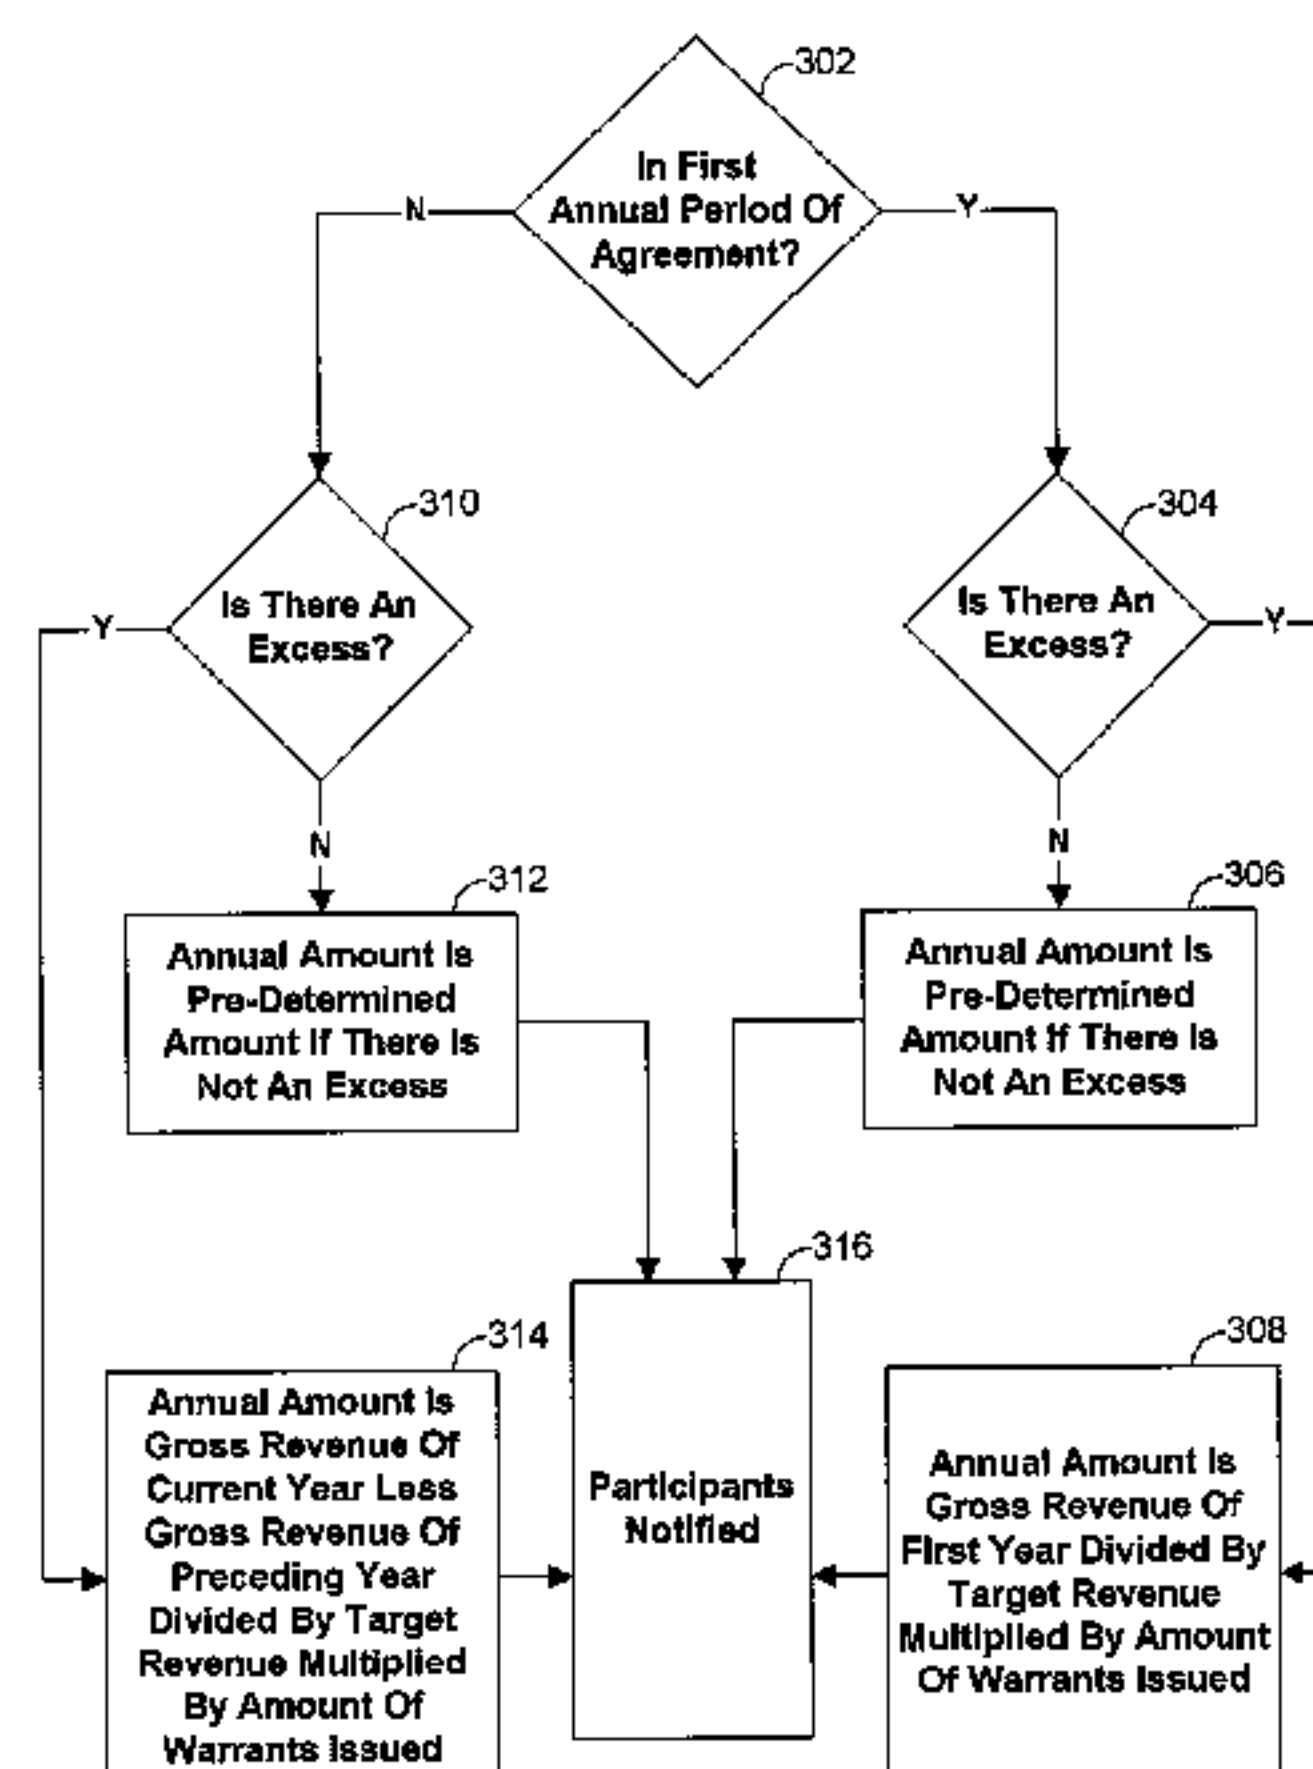 302
In First
Annual Period Of
Agreement?
N
Y
310
Is There An
Excess?
Y
N
304
Is There An
Excess?
Y
N
312
Annual Amount Is
Pre-Determined
Amount If There Is
Not An Excess
306
Annual Amount Is
Pre-Determined
Amount If There Is
Not An Excess
316
Participants
Notified
314
Annual Amount Is
Gross Revenue Of
Current Year Less
Gross Revenue Of
Preceding Year
Divided By Target
Revenue Multiplied
By Amount Of
Warrants Issued
308
Annual Amount Is
Gross Revenue Of
First Year Divided By
Target Revenue
Multiplied By Amount
Of Warrants Issued